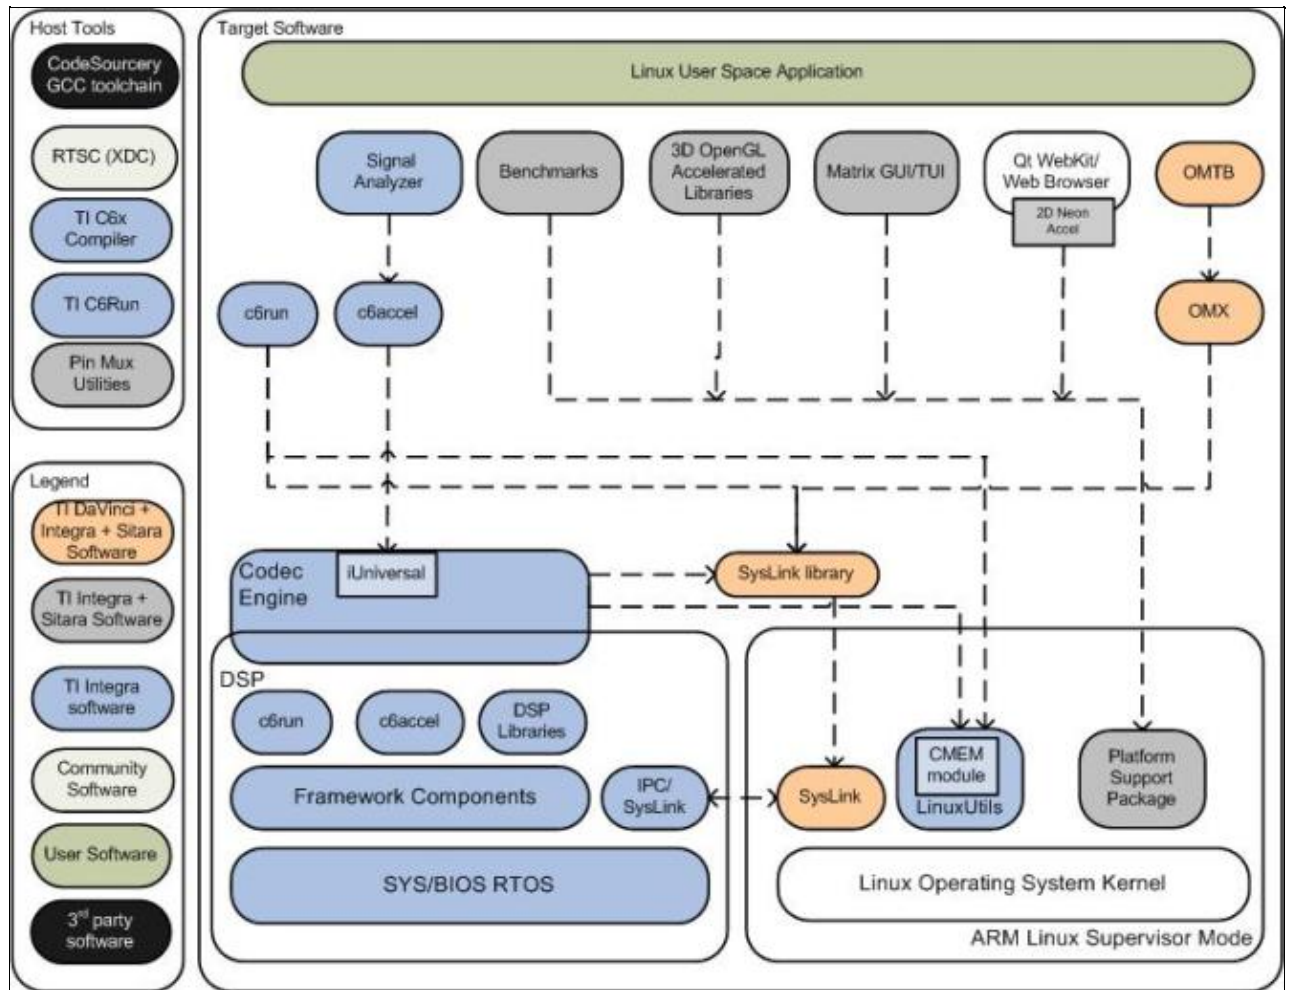 Host Tools
CodeSourcery
GCC toolchain
RTSC (XDC)
TI C6x
Compiler
TI C6Run
Pin Mux
Utilities
Legend
TI DaVinci +
Integra + Sitara
Software
TI Integra +
Sitara Software
TI Integra
software
Community
Software
User Software
3rd party
software
Target Software
Linux User Space Application
Signal
Analyzer
Benchmarks
3D OpenGL
Accelerated
Libraries
Matrix GUI/TUI
Qt WebKit/
Web Browser
2D Neon
Accel
OMTB
c6run
c6accel
OMX
Codec
Engine
iUniversal
SysLink library
DSP
c6run
c6accel
DSP
Libraries
Framework Components
IPC/
SysLink
SYS/BIOS RTOS
SysLink
CMEM
module
LinuxUtils
Platform
Support
Package
Linux Operating System Kernel
ARM Linux Supervisor Mode